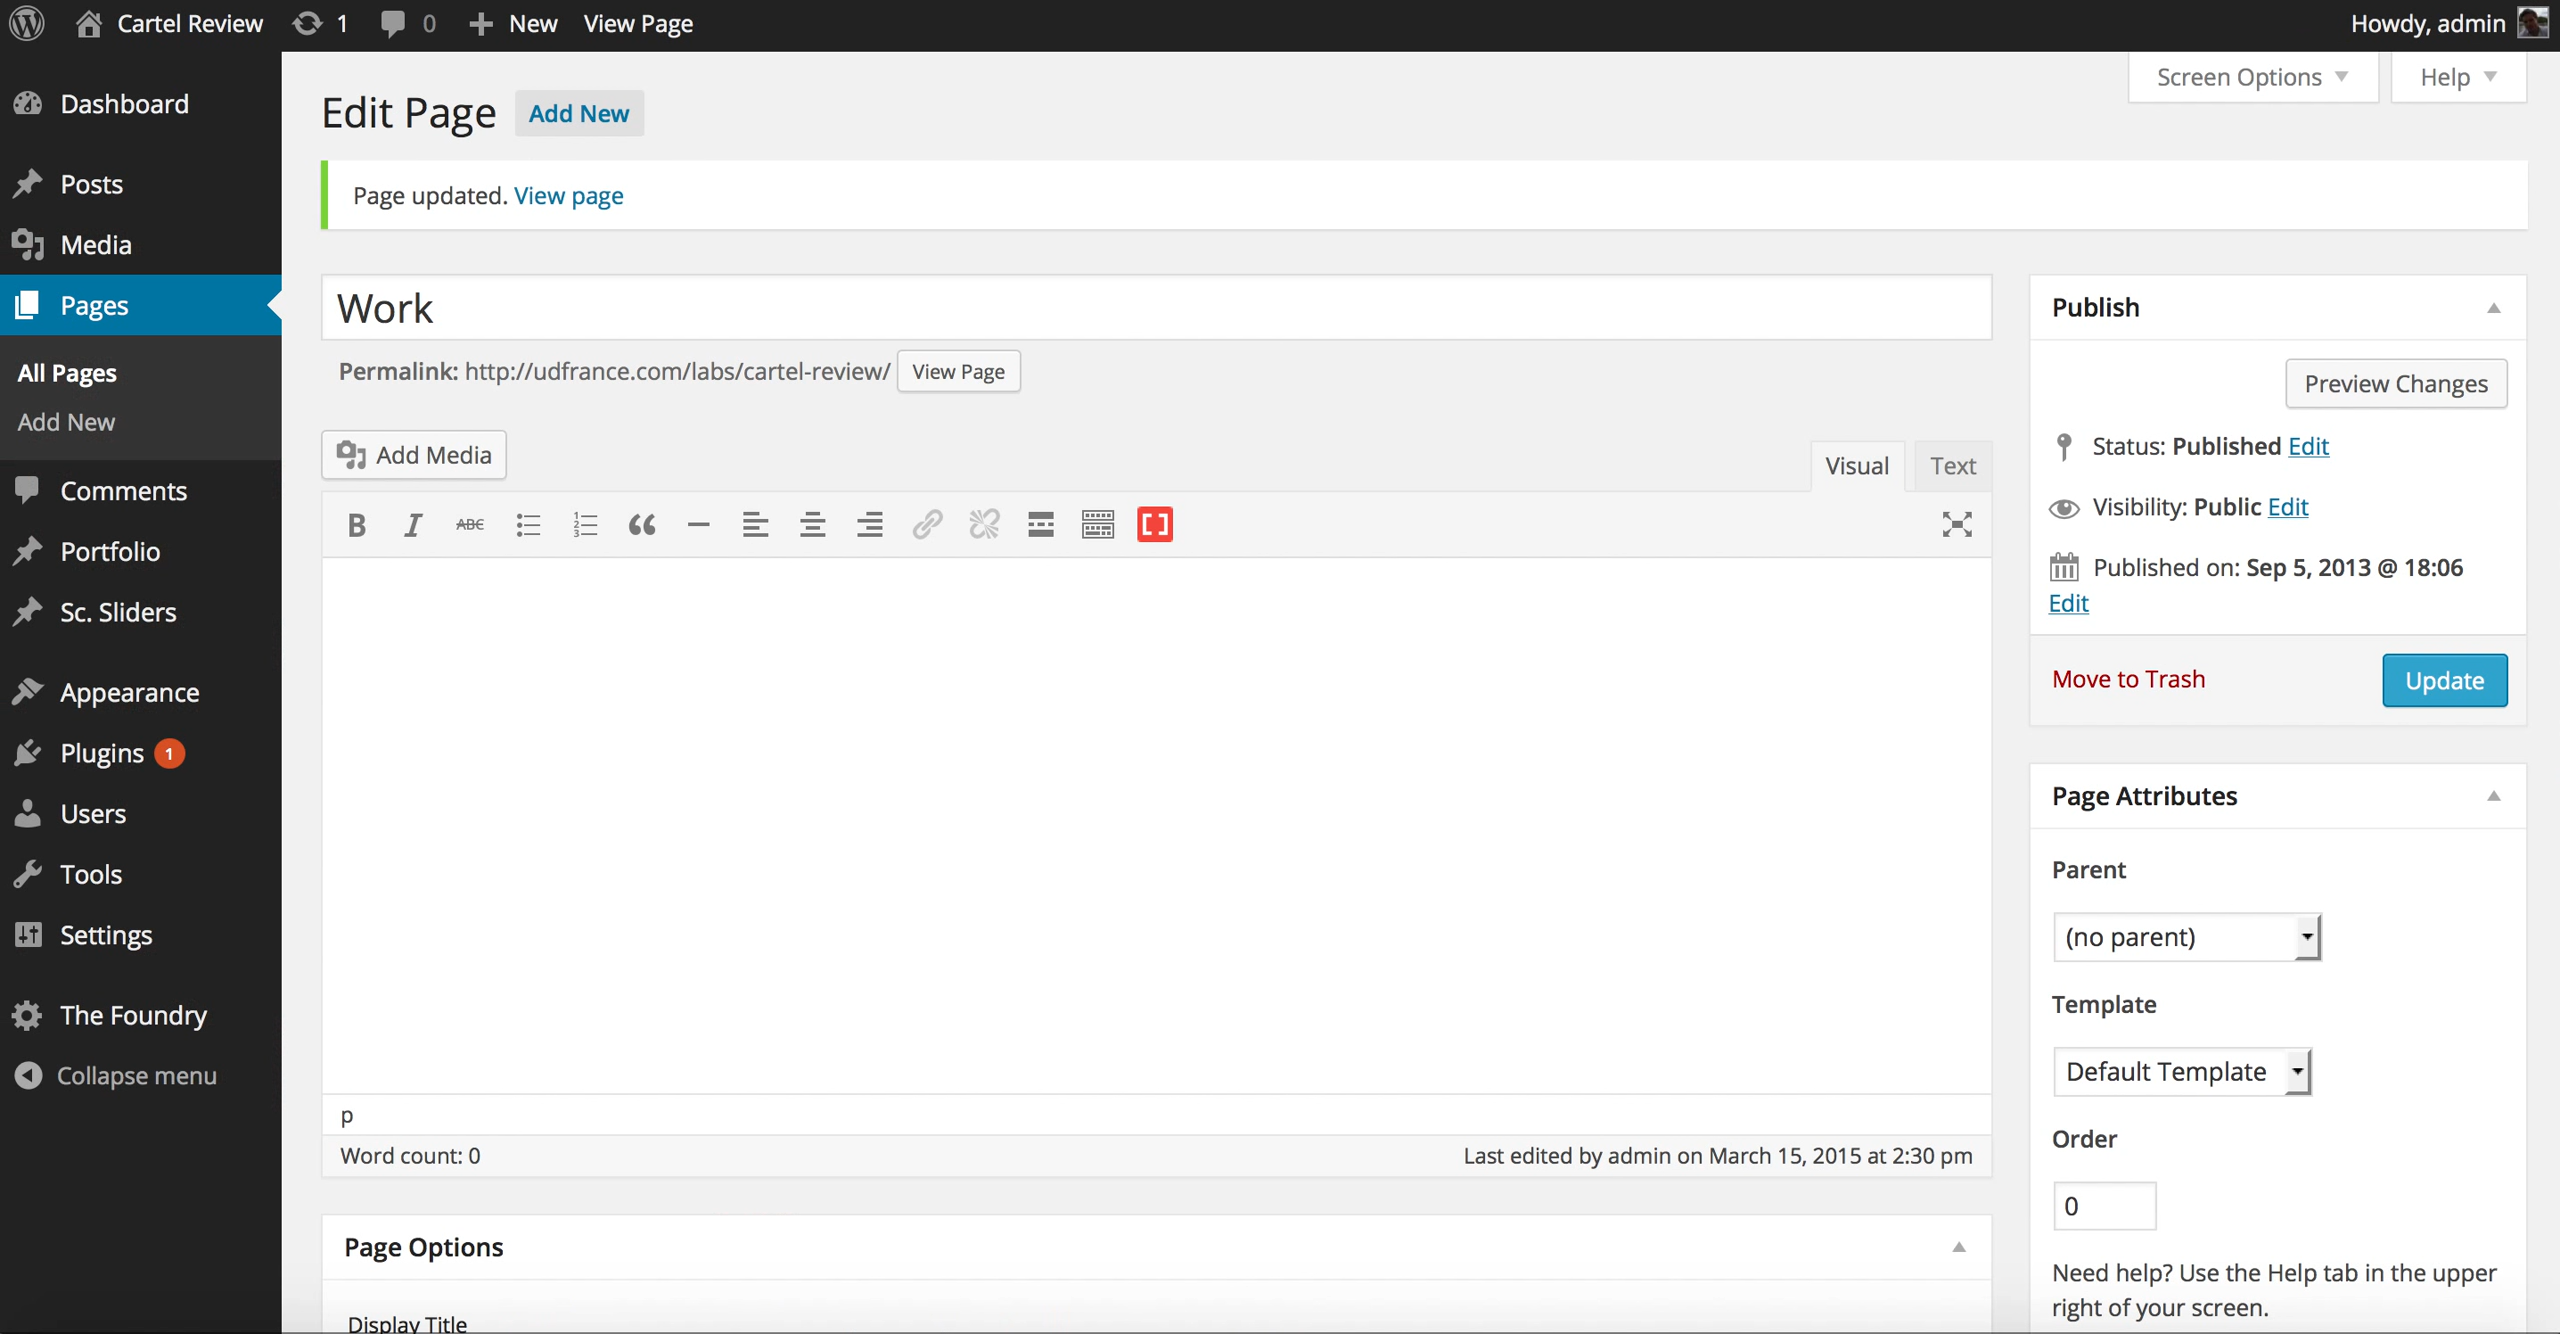 Cartel Review 1 0 New View Page Howdy, admin
Dashboard
Posts
Media
Pages
All Pages
Add New
Comments
Portfolio
Sc. Sliders
Appearance
Plugins 1
Users
Tools
Settings
The Foundry
Collapse menu
Screen Options Help
Edit Page Add New
Page updated. View page
Work
Permalink: http://udfrance.com/labs/cartel-review/ View Page
Add Media
Visual Text
B I ABC
p
Word count: 0 Last edited by admin on March 15, 2015 at 2:30 pm
Page Options
Display Title
Publish
Preview Changes
Status: Published Edit
Visibility: Public Edit
Published on: Sep 5, 2013 @ 18:06
Edit
Move to Trash Update
Page Attributes
Parent
(no parent)
Template
Default Template
Order
0
Need help? Use the Help tab in the upper
right of your screen.